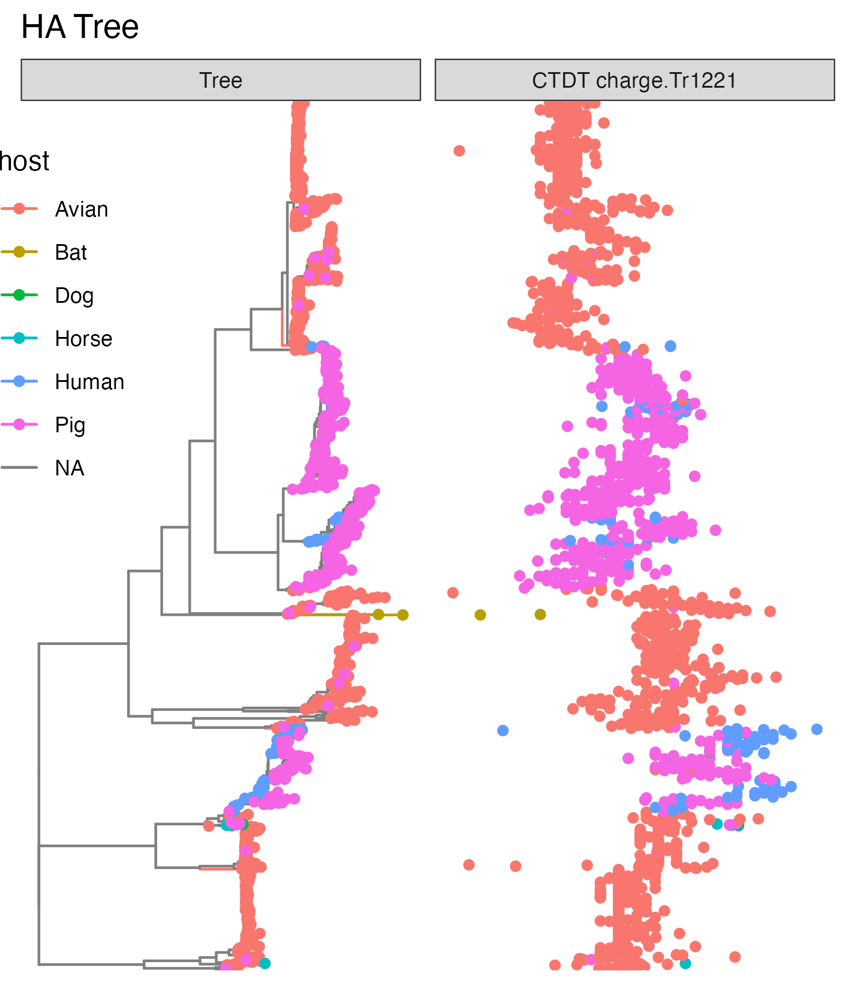 HA Tree
Tree
CTDT charge.Tr1221
host
Avian
Bat
Dog
Horse
Human
Pig
NA